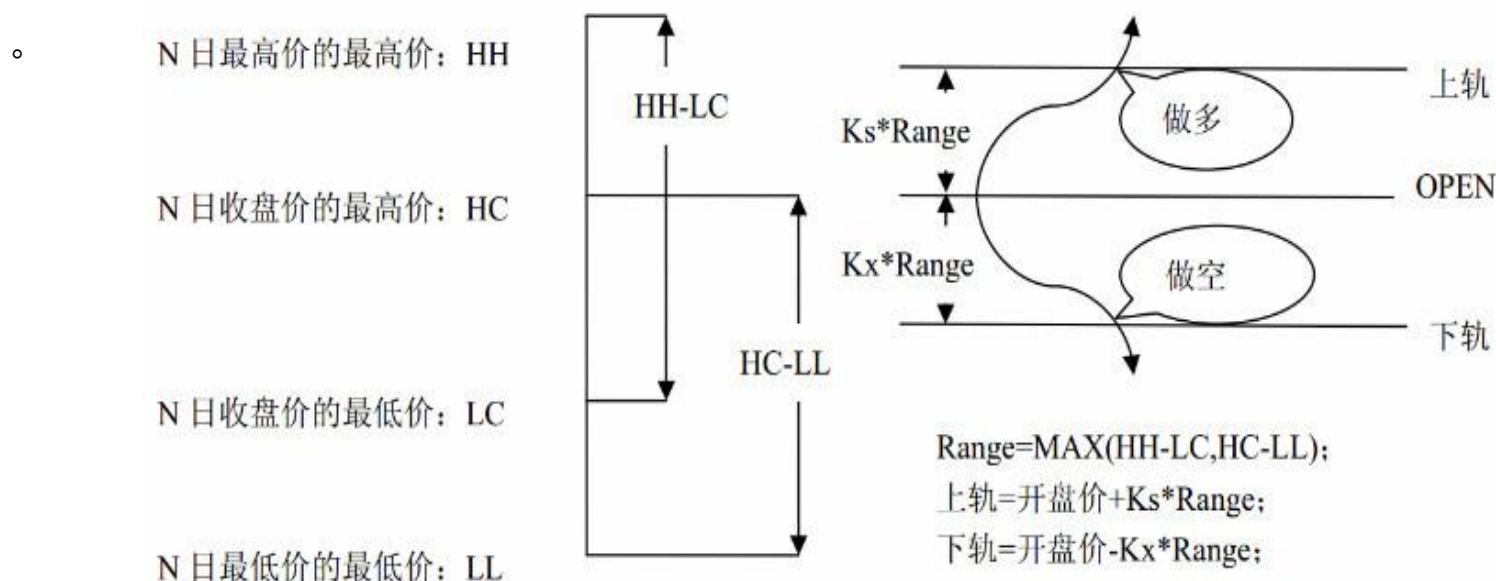 。
N 日最高价的最高价：HH
N 日收盘价的最高价：HC
N 日收盘价的最低价：LC
N 日最低价的最低价：LL
HH-LC
HC-LL
Ks*Range
Kx*Range
做多
做空
上轨
OPEN
下轨
Range=MAX(HH-LC,HC-LL)；
上轨=开盘价+Ks*Range；
下轨=开盘价-Kx*Range；